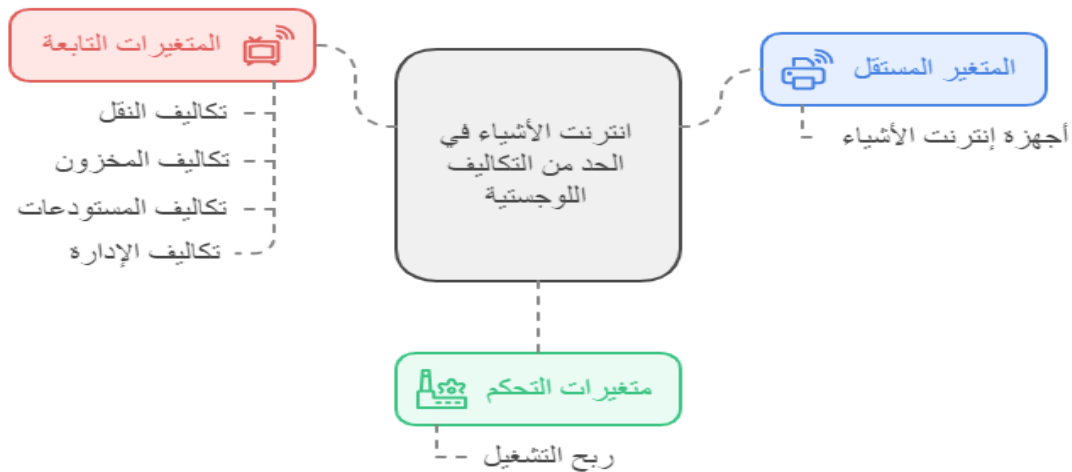 المتغير المستقل
أجهزة إنترنت الأشياء
انترنت الأشياء في
الحد من التكاليف
اللوجستية
المتغيرات التابعة
تكاليف النقل
تكاليف المخزون
تكاليف المستودعات
تكاليف الإدارة
متغيرات التحكم
ربح التشغيل